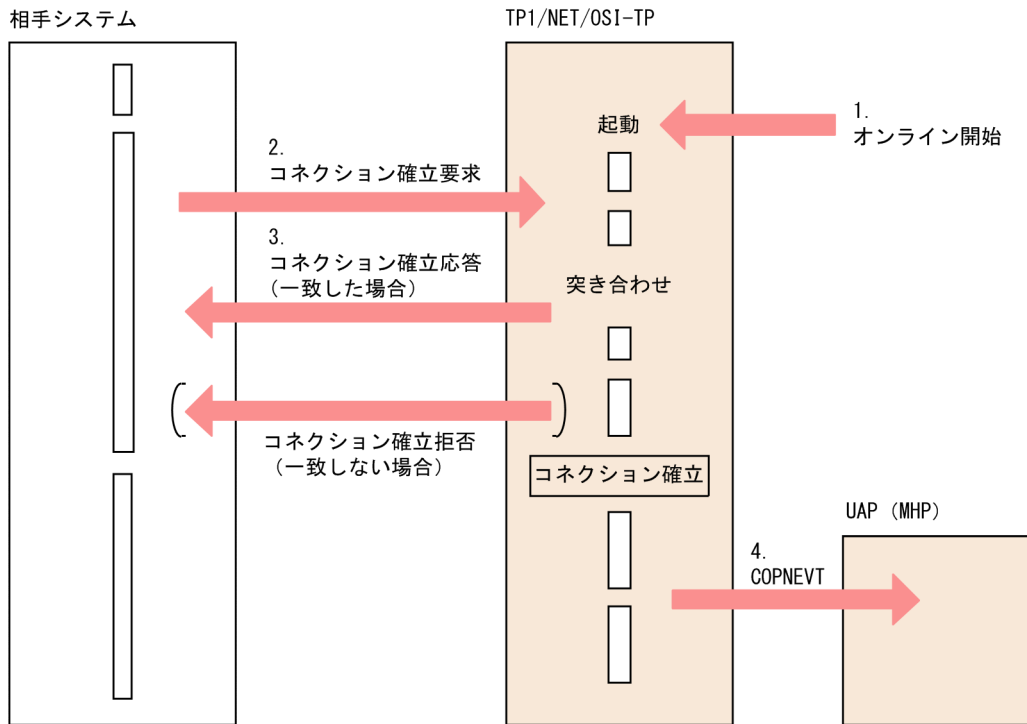 相手システム
TP1/NET/OSI-TP
1.
オンライン開始
起動
2.
コネクション確立要求
3.
コネクション確立応答
(一致した場合)
突き合わせ
コネクション確立拒否
(一致しない場合)
コネクション確立
UAP (MHP)
4.
COPNEVT